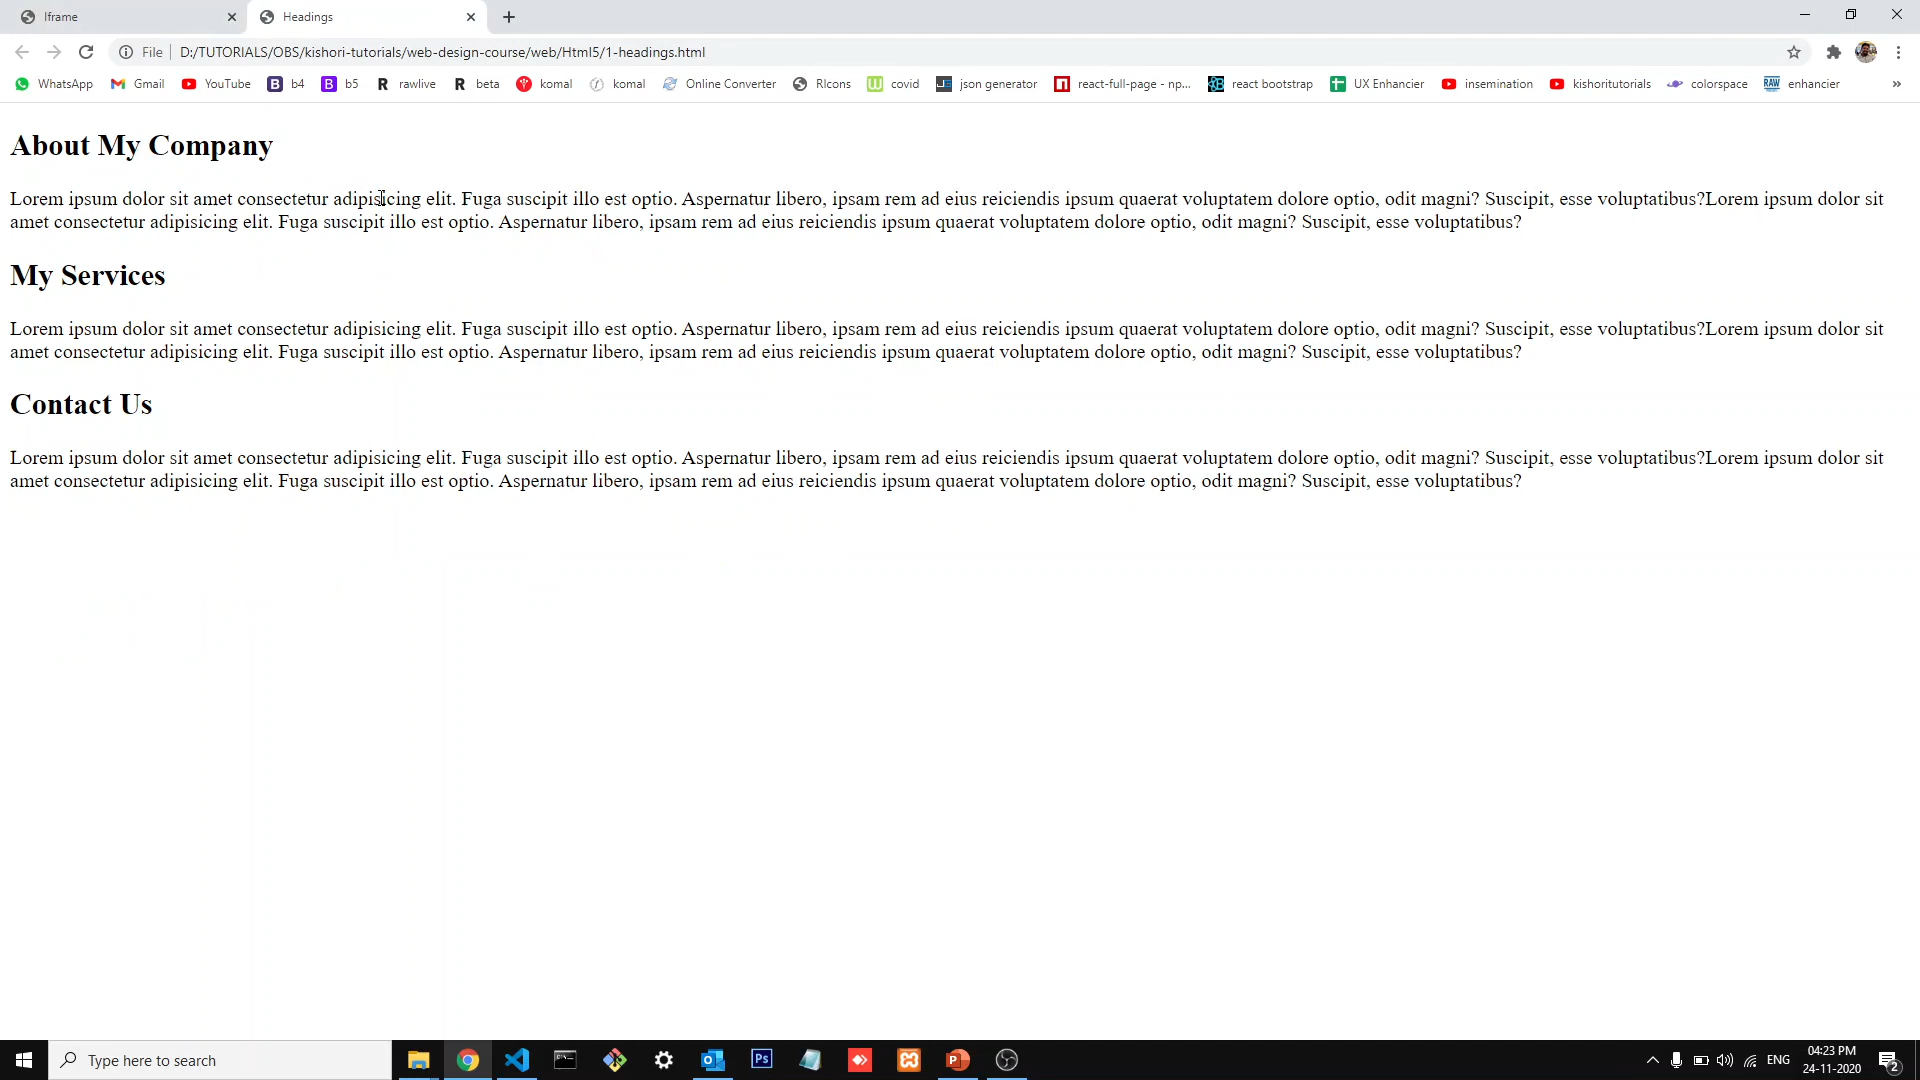 Iframe
Headings
File D:/TUTORIALS/OBS/kishori-tutorials/web-design-course/web/Html5/1-headings.html
WhatsApp Gmail YouTube b4 b5 rawlive beta komal komal Online Converter RIcons covid json generator react-full-page - np... react bootstrap UX Enhancier insemination kishoritutorials colorspace enhancier »
About My Company
Lorem ipsum dolor sit amet consectetur adipisicing elit. Fuga suscipit illo est optio. Aspernatur libero, ipsam rem ad eius reiciendis ipsum quaerat voluptatem dolore optio, odit magni? Suscipit, esse voluptatibus?Lorem ipsum dolor sit
amet consectetur adipisicing elit. Fuga suscipit illo est optio. Aspernatur libero, ipsam rem ad eius reiciendis ipsum quaerat voluptatem dolore optio, odit magni? Suscipit, esse voluptatibus?
My Services
Lorem ipsum dolor sit amet consectetur adipisicing elit. Fuga suscipit illo est optio. Aspernatur libero, ipsam rem ad eius reiciendis ipsum quaerat voluptatem dolore optio, odit magni? Suscipit, esse voluptatibus?Lorem ipsum dolor sit
amet consectetur adipisicing elit. Fuga suscipit illo est optio. Aspernatur libero, ipsam rem ad eius reiciendis ipsum quaerat voluptatem dolore optio, odit magni? Suscipit, esse voluptatibus?
Contact Us
Lorem ipsum dolor sit amet consectetur adipisicing elit. Fuga suscipit illo est optio. Aspernatur libero, ipsam rem ad eius reiciendis ipsum quaerat voluptatem dolore optio, odit magni? Suscipit, esse voluptatibus?Lorem ipsum dolor sit
amet consectetur adipisicing elit. Fuga suscipit illo est optio. Aspernatur libero, ipsam rem ad eius reiciendis ipsum quaerat voluptatem dolore optio, odit magni? Suscipit, esse voluptatibus?
Type here to search
ENG
04:23 PM
24-11-2020
2